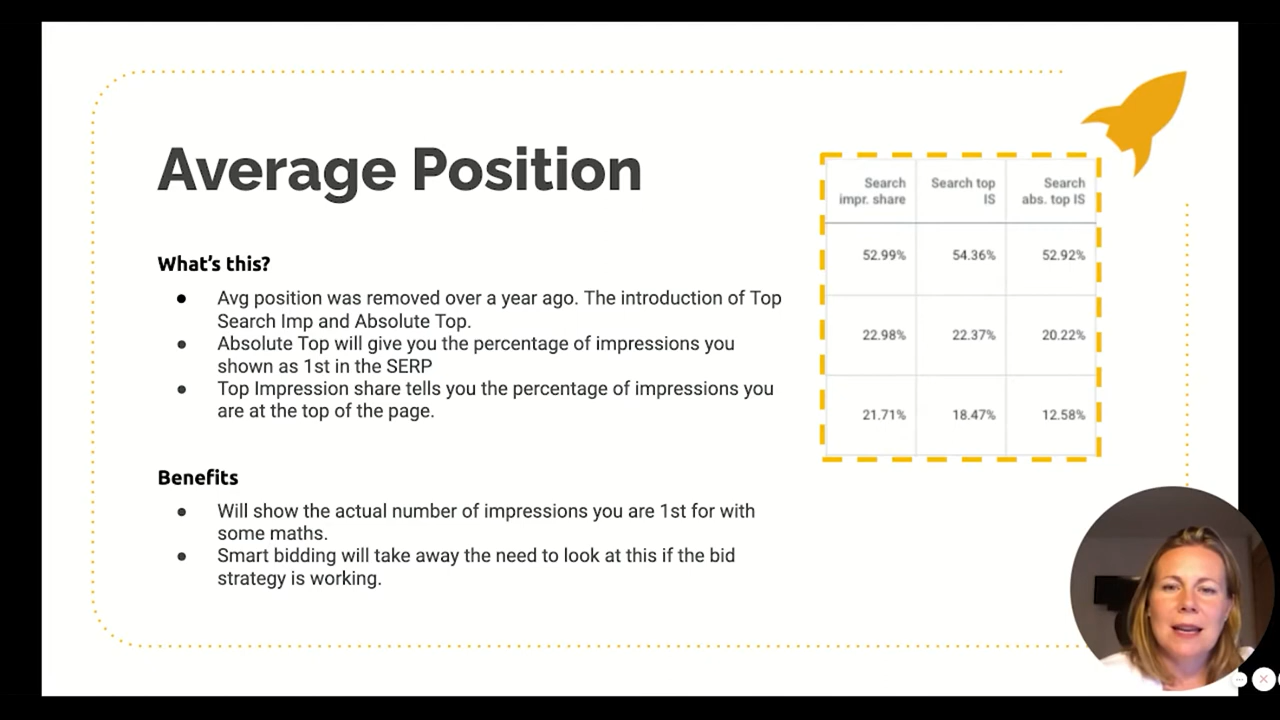 Average Position
What's this?
● Avg position was removed over a year ago. The introduction of Top
Search Imp and Absolute Top.
● Absolute Top will give you the percentage of impressions you
shown as 1st in the SERP
● Top Impression share tells you the percentage of impressions you
are at the top of the page.
Benefits
● Will show the actual number of impressions you are 1st for with
some maths.
● Smart bidding will take away the need to look at this if the bid
strategy is working.
Search Search top Search
impr. share IS abs. top IS
52.99% 54.36% 52.92%
22.98% 22.37% 20.22%
21.71% 18.47% 12.58%